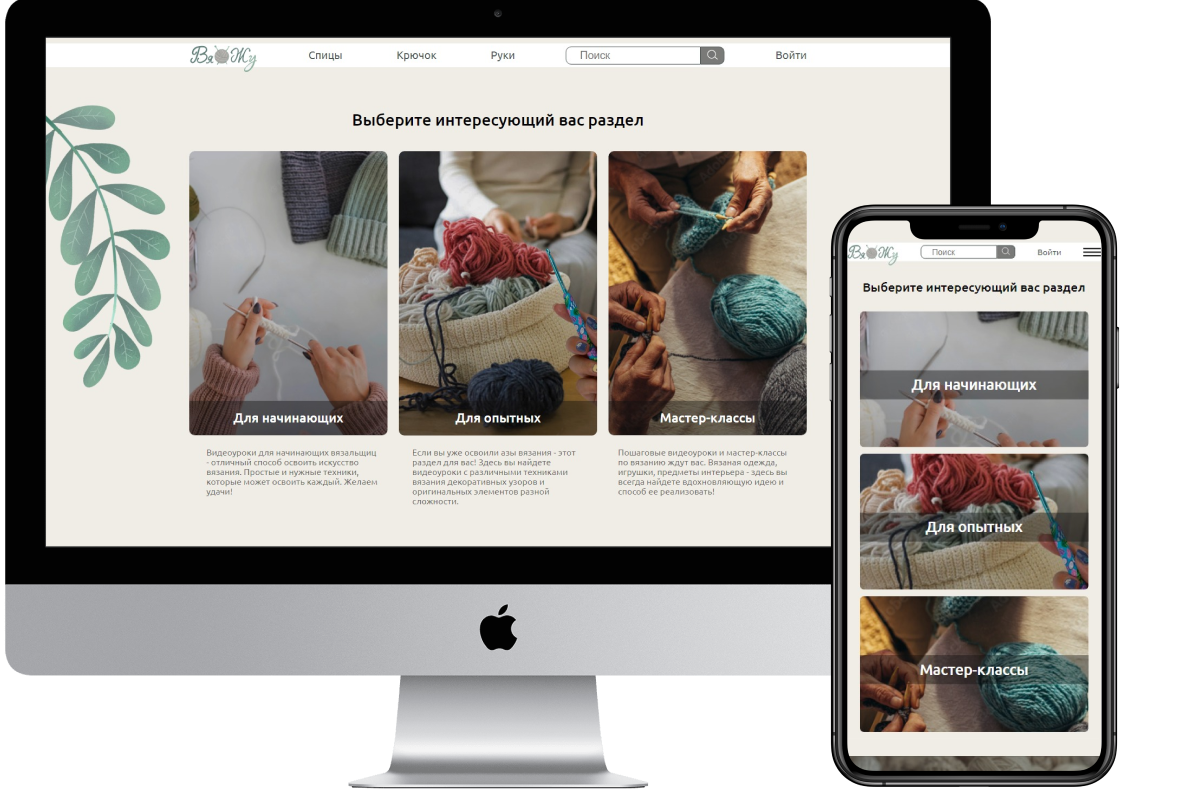 ВяЖу Спицы Крючок Руки Поиск Войти
Выберите интересующий вас раздел
Для начинающих Для опытных Мастер-классы
Видеоуроки для начинающих вязальщиц
- отличный способ освоить искусство
вязания. Простые и нужные техники,
которые может освоить каждый. Желаем
удачи!
Если вы уже освоили азы вязания - этот
раздел для вас! Здесь вы найдете
видеоуроки с различными техниками
вязания декоративных узоров и
оригинальных элементов разной
сложности.
Пошаговые видеоуроки и мастер-классы
по вязанию ждут вас. Вязаная одежда,
игрушки, предметы интерьера - здесь вы
всегда найдете вдохновляющую идею и
способ ее реализовать!
ВяЖу Поиск Войти
Выберите интересующий вас раздел
Для начинающих
Для опытных
Мастер-классы